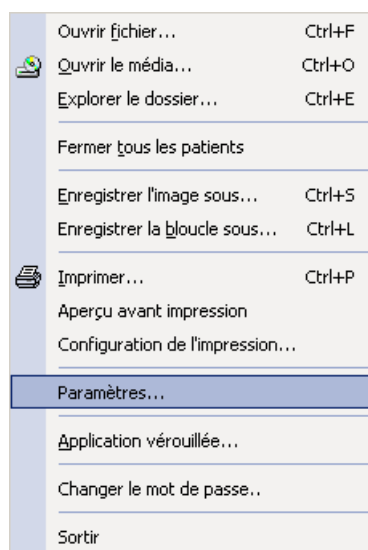 Ouvrir fichier... Ctrl+F
Ouvrir le média... Ctrl+O
Explorer le dossier... Ctrl+E
Fermer tous les patients
Enregistrer l'image sous... Ctrl+S
Enregistrer la bloucle sous... Ctrl+L
Imprimer... Ctrl+P
Aperçu avant impression
Configuration de l'impression...
Paramètres...
Application vérouillée...
Changer le mot de passe..
Sortir